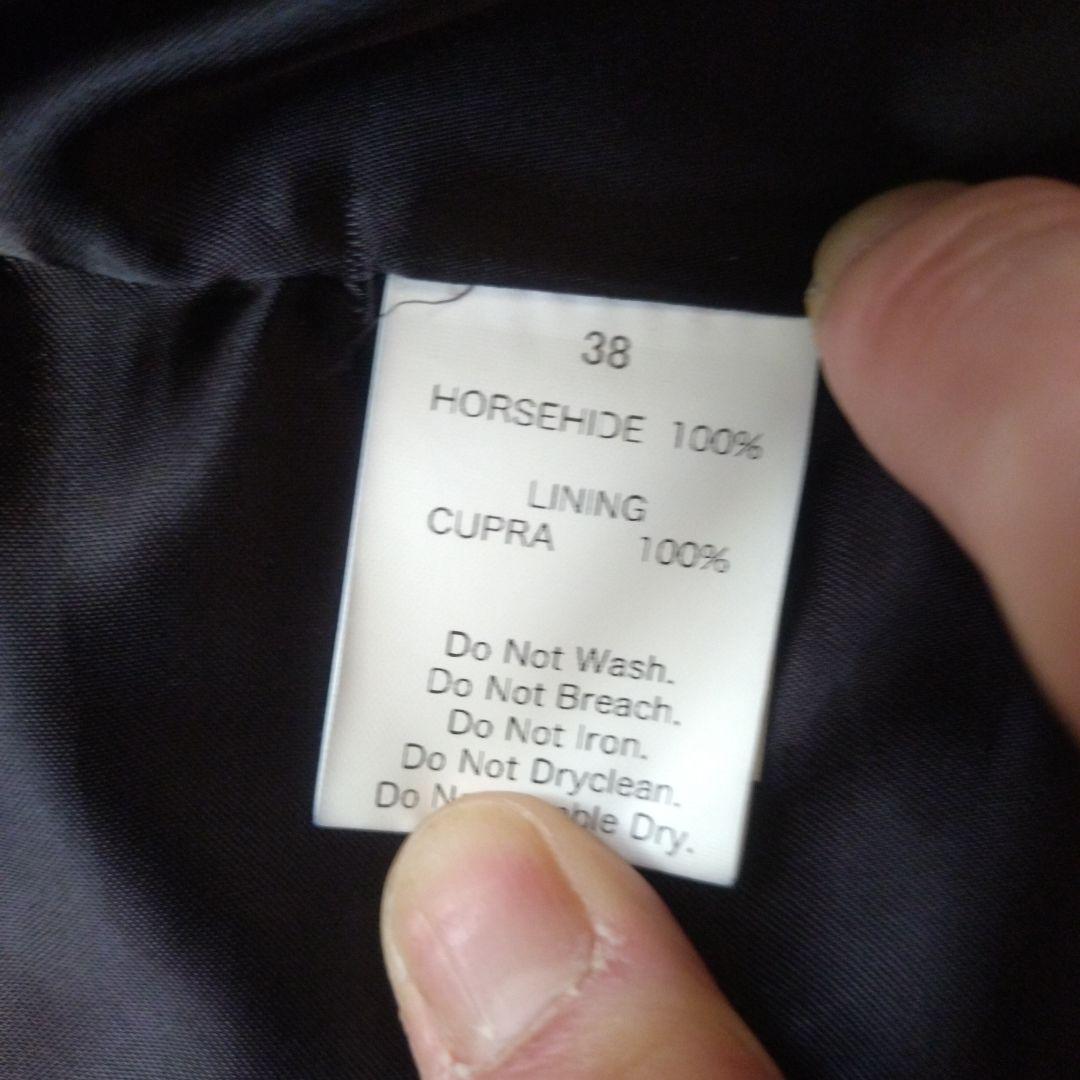 38
HORSEHIDE 100%
LINING
CUPRA 100%
Do Not Wash.
Do Not Breach.
Do Not Iron.
Do Not Dryclean.
Do Dry.